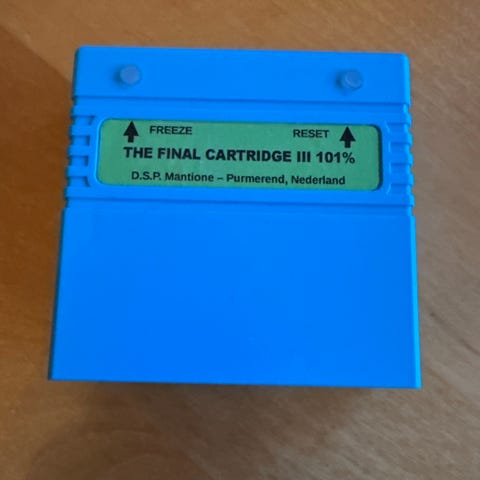 FREEZE RESET
THE FINAL CARTRIDGE III 101%
D.S.P. Mantione – Purmerend, Nederland